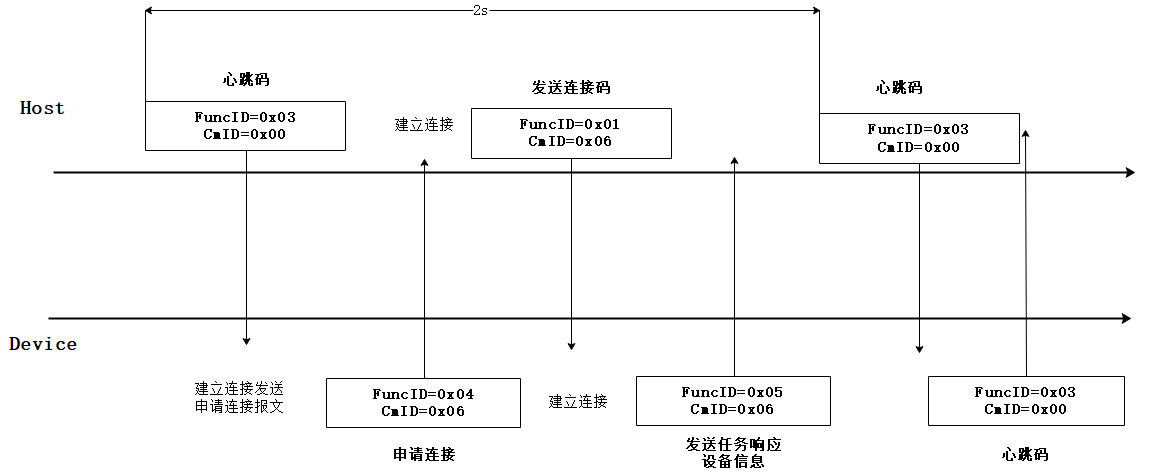 2s
心跳码
发送连接码
心跳码
Host
FuncID=0x03
CmID=0x00
建立连接
FuncID=0x01
CmID=0x06
FuncID=0x03
CmID=0x00
Device
建立连接发送
申请连接报文
FuncID=0x04
CmID=0x06
建立连接
FuncID=0x05
CmID=0x06
FuncID=0x03
CmID=0x00
申请连接
发送任务响应
设备信息
心跳码